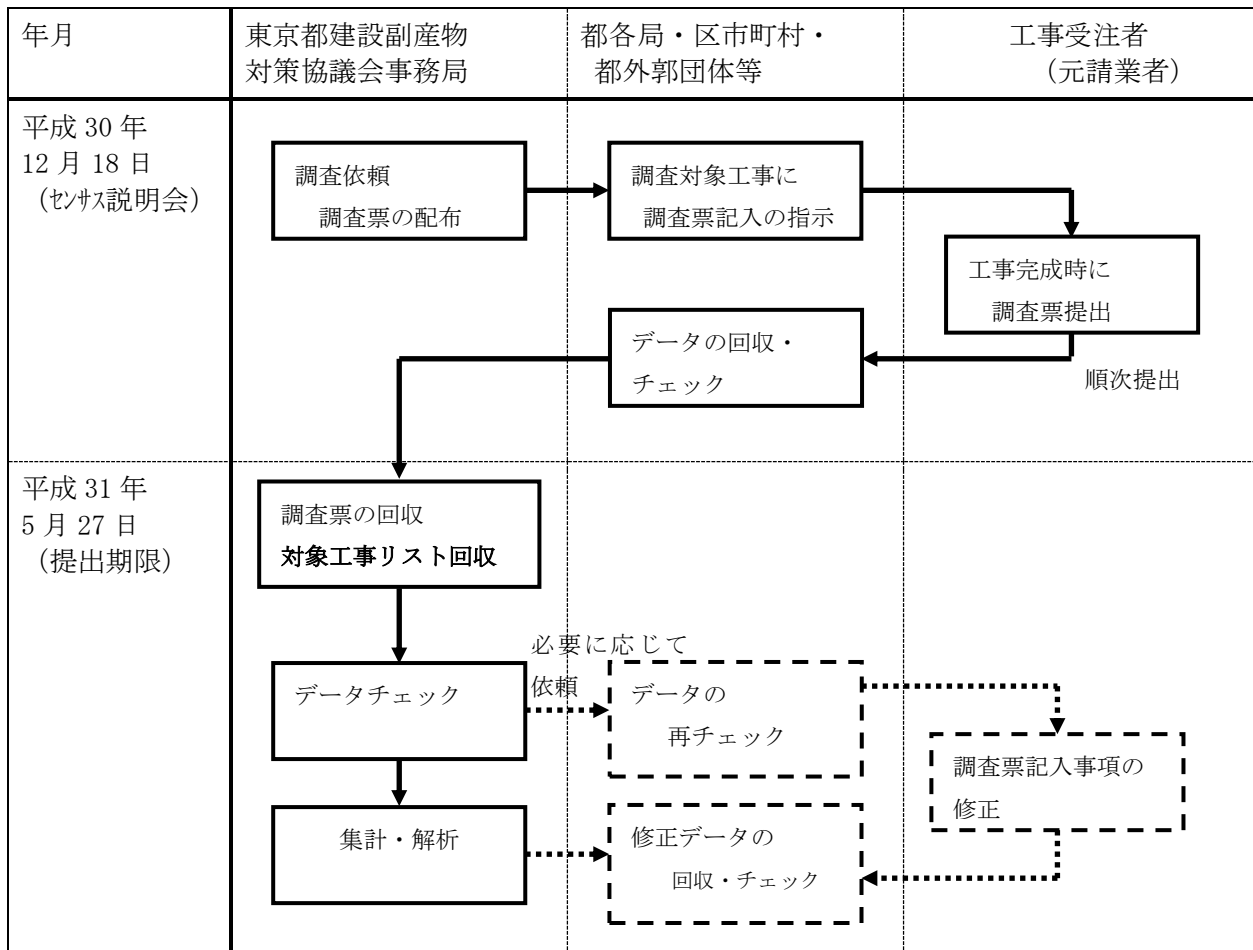 年月
東京都建設副産物
対策協議会事務局
都各局・区市町村・
都外郭団体等
工事受注者
（元請業者）
平成 30 年
12 月 18 日
（ｾﾝｻｽ説明会）
調査依頼
調査票の配布
調査対象工事に
調査票記入の指示
工事完成時に
調査票提出
データの回収・
チェック
順次提出
平成 31 年
5 月 27 日
（提出期限）
調査票の回収
対象工事リスト回収
必要に応じて
依頼
データチェック
データの
再チェック
調査票記入事項の
修正
集計・解析
修正データの
回収・チェック